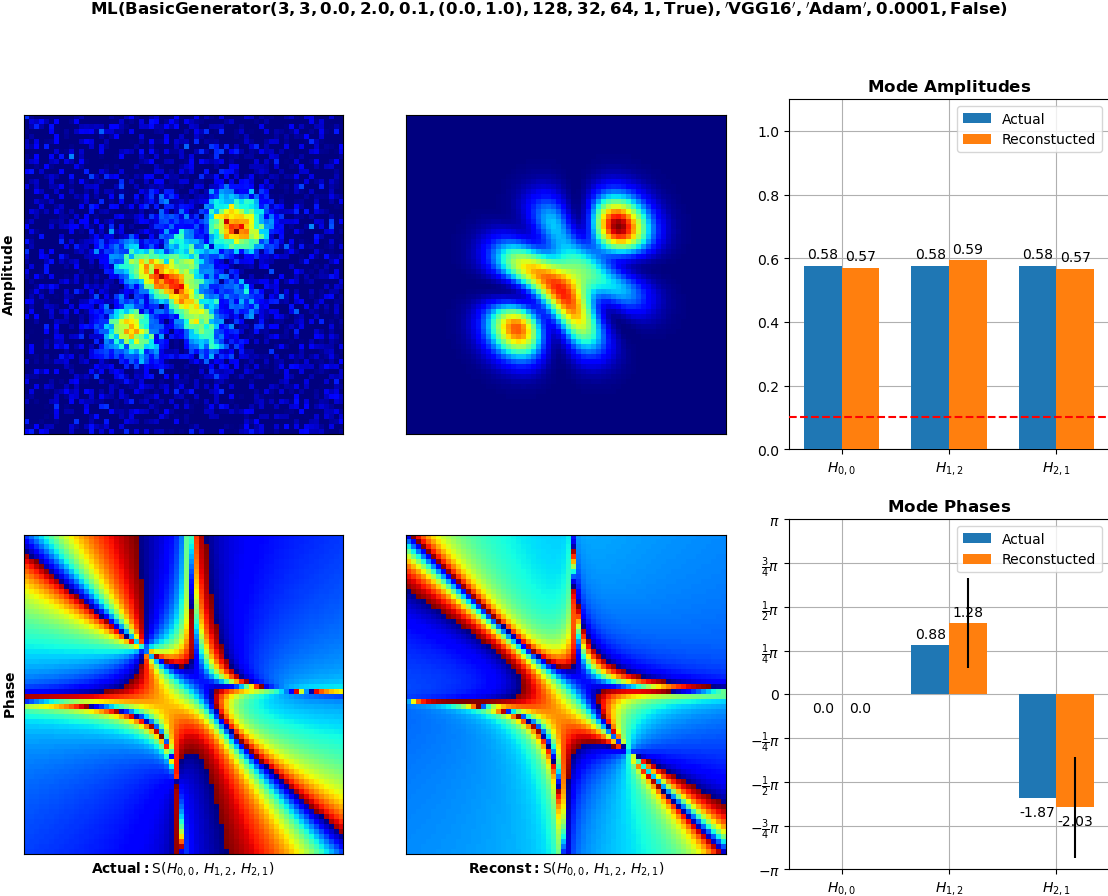 ML(BasicGenerator(3, 3, 0.0, 2.0, 0.1, (0.0, 1.0), 128, 32, 64, 1, True), ′VGG16′, ′Adam′, 0.0001, False)
Amplitude
Mode Amplitudes
Actual
Reconstucted
1.0
0.8
0.6
0.4
0.2
0.0
0.58 0.57
0.58 0.59
0.58 0.57
H0,0 H1,2 H2,1
Phase
Actual: S(H0,0, H1,2, H2,1)
Reconst: S(H0,0, H1,2, H2,1)
Mode Phases
Actual
Reconstucted
π
3/4π
1/2π
1/4π
0
−1/4π
−1/2π
−3/4π
−π
0.0 0.0
0.88 1.28
-1.87 -2.03
H0,0 H1,2 H2,1